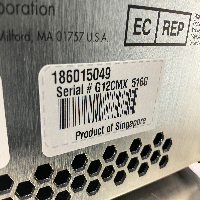 oration
Milford, MA 01757 U.S.A.
EC REP
186015049
Serial # G12CMX 516G
Product of Singapore